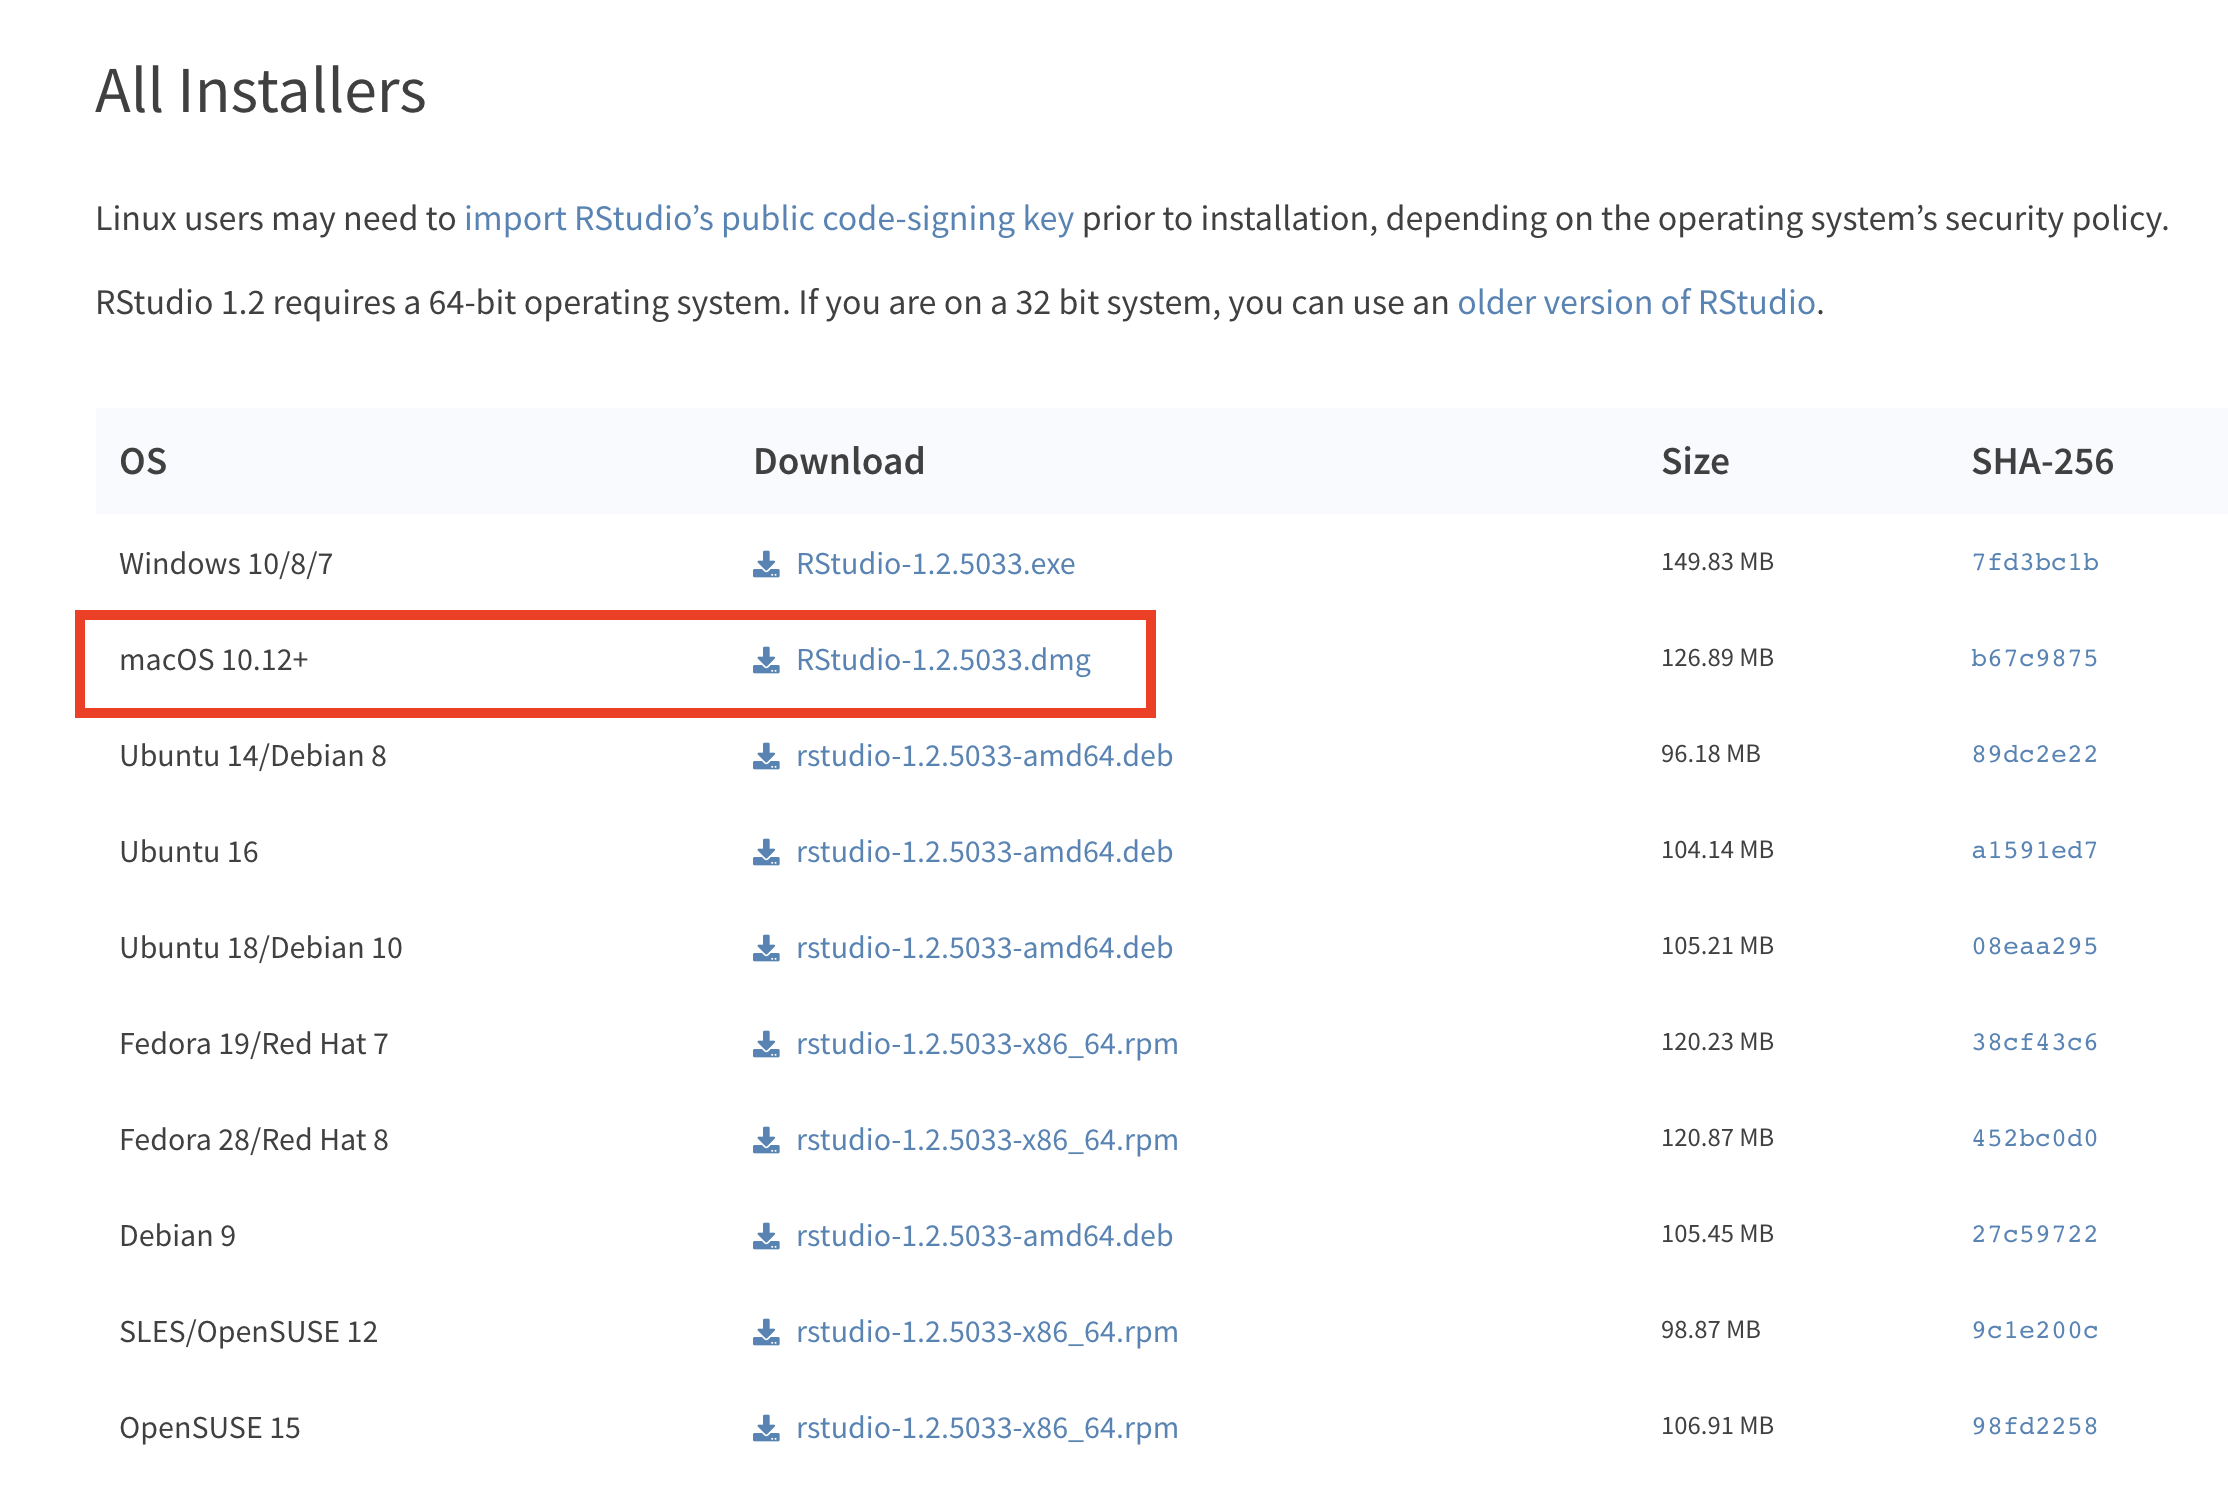 All Installers
Linux users may need to import RStudio’s public code-signing key prior to installation, depending on the operating system’s security policy.
RStudio 1.2 requires a 64-bit operating system. If you are on a 32 bit system, you can use an older version of RStudio.
OS Download Size SHA-256
Windows 10/8/7 RStudio-1.2.5033.exe 149.83 MB 7fd3bc1b
macOS 10.12+ RStudio-1.2.5033.dmg 126.89 MB b67c9875
Ubuntu 14/Debian 8 rstudio-1.2.5033-amd64.deb 96.18 MB 89dc2e22
Ubuntu 16 rstudio-1.2.5033-amd64.deb 104.14 MB a1591ed7
Ubuntu 18/Debian 10 rstudio-1.2.5033-amd64.deb 105.21 MB 08eaa295
Fedora 19/Red Hat 7 rstudio-1.2.5033-x86_64.rpm 120.23 MB 38cf43c6
Fedora 28/Red Hat 8 rstudio-1.2.5033-x86_64.rpm 120.87 MB 452bc0d0
Debian 9 rstudio-1.2.5033-amd64.deb 105.45 MB 27c59722
SLES/OpenSUSE 12 rstudio-1.2.5033-x86_64.rpm 98.87 MB 9c1e200c
OpenSUSE 15 rstudio-1.2.5033-x86_64.rpm 106.91 MB 98fd2258